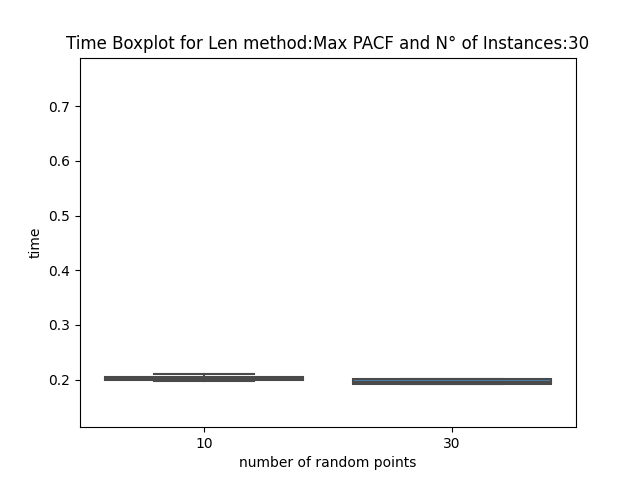 Time Boxplot for Len method:Max PACF and N° of Instances:30
0.7
0.6
0.5
0.4
0.3
0.2
time
10
30
number of random points